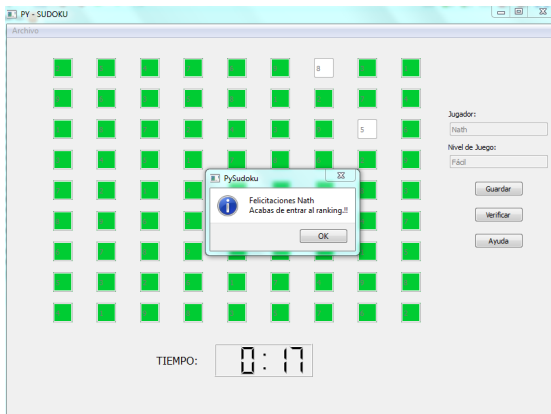 PY - SUDOKU
Archivo
8
5
Jugador:
Nath
Nivel de Juego:
Fácil
PySudoku
Felicitaciones Nath
Acabas de entrar al ranking.!!
OK
Guardar
Verificar
Ayuda
TIEMPO:
0:17